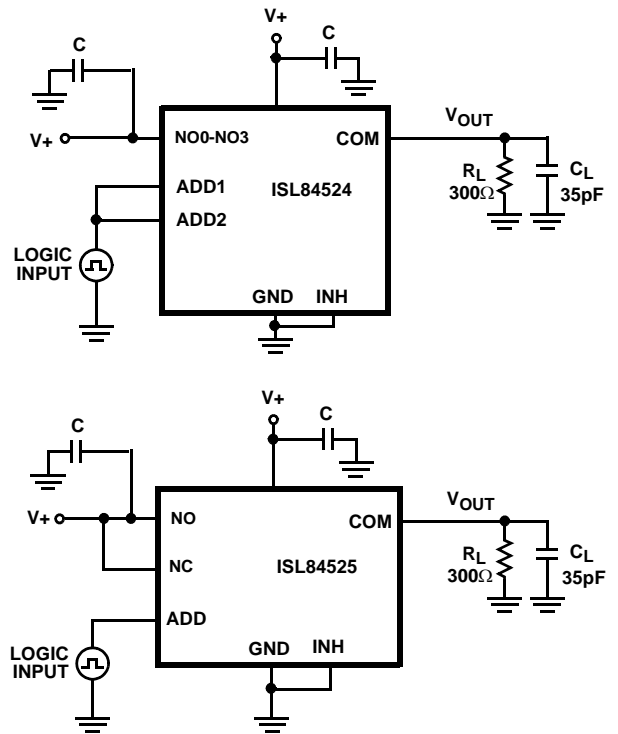 V+
C
C
V+
NO0-NO3
COM
VOUT
ADD1
ISL84524
RL
300Ω
CL
35pF
ADD2
LOGIC
INPUT
GND
INH
V+
C
C
V+
NO
COM
VOUT
NC
ISL84525
RL
300Ω
CL
35pF
ADD
LOGIC
INPUT
GND
INH